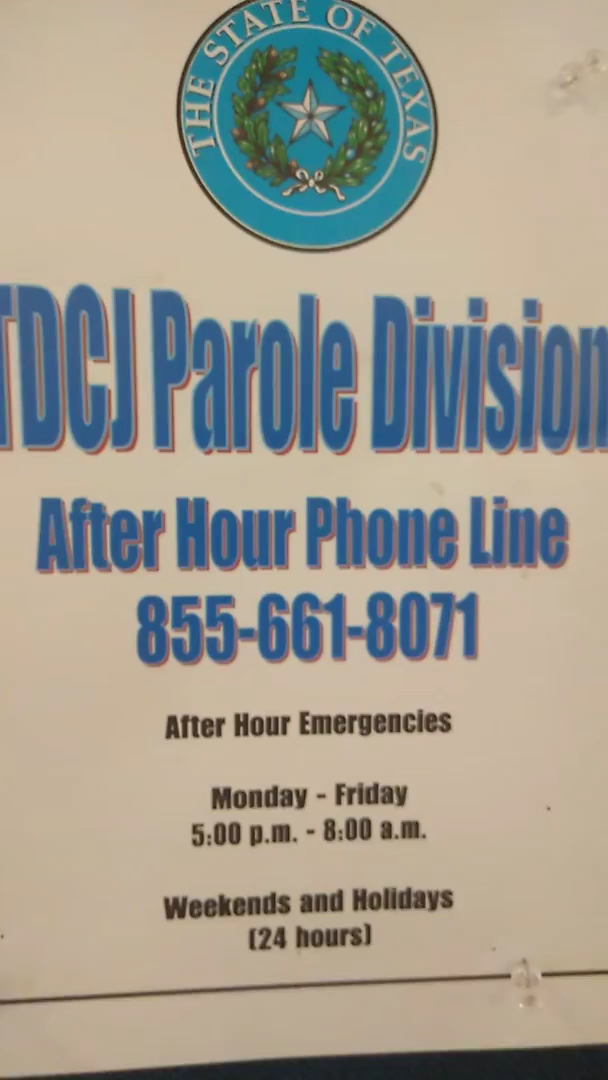 THE STATE OF TEXAS
TDCJ Parole Division
After Hour Phone Line
855-661-8071
After Hour Emergencies
Monday - Friday
5:00 p.m. - 8:00 a.m.
Weekends and Holidays
(24 hours)